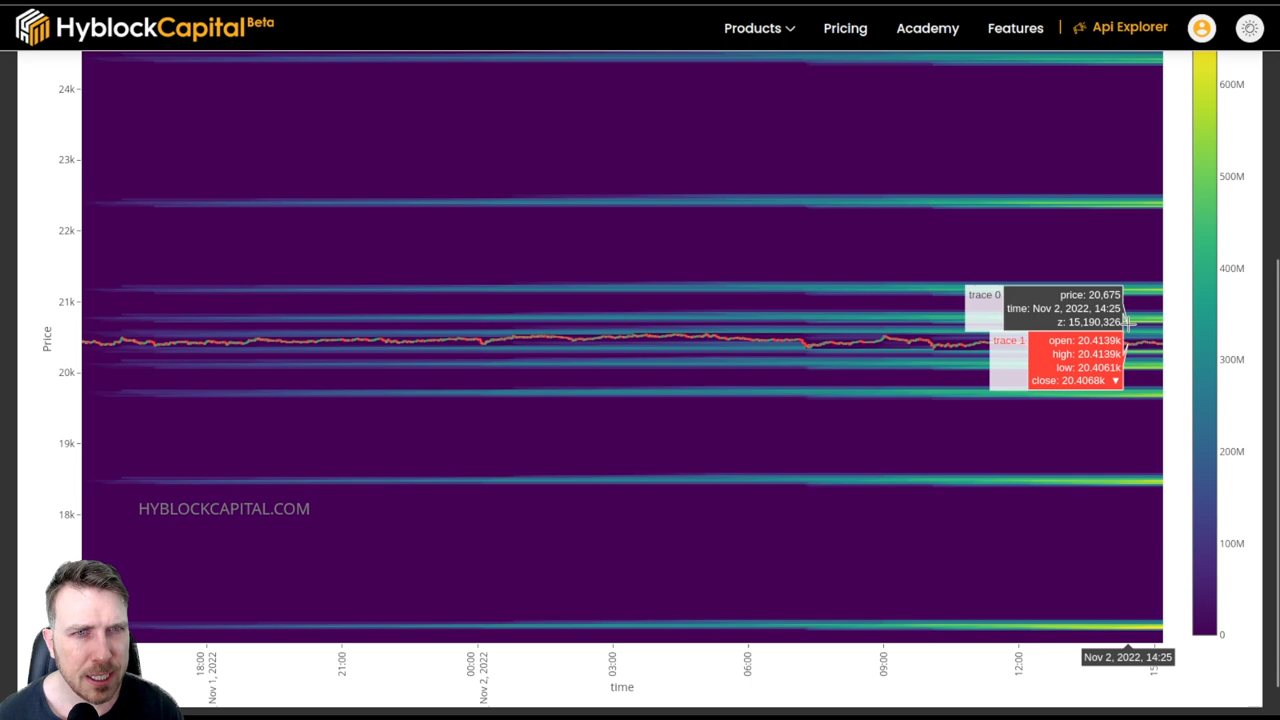 HyblockCapital Beta
Products Pricing Academy Features Api Explorer
24k
23k
22k
21k
20k
19k
18k
Price
600M
500M
400M
300M
200M
100M
0
trace 0
price: 20,675
time: Nov 2, 2022, 14:25
z: 15,190,326
trace 1
open: 20.4139k
high: 20.4139k
low: 20.4061k
close: 20.4068k ▼
HYBLOCKCAPITAL.COM
18:00
Nov 1, 2022
21:00
00:00
Nov 2, 2022
03:00
06:00
09:00
12:00
Nov 2, 2022, 14:25
time